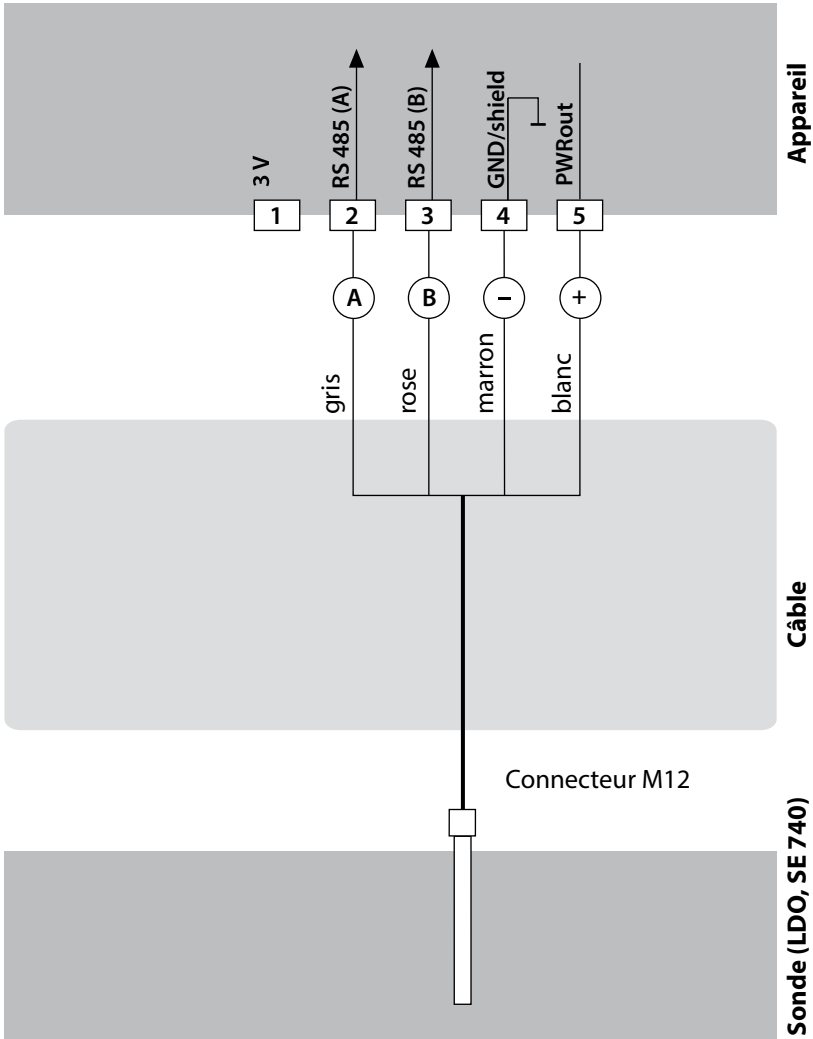 Appareil
3 V
RS 485 (A)
RS 485 (B)
GND/shield
PWRout
1
2
3
4
5
A
B
–
+
gris
rose
marron
blanc
Câble
Connecteur M12
Sonde (LDO, SE 740)